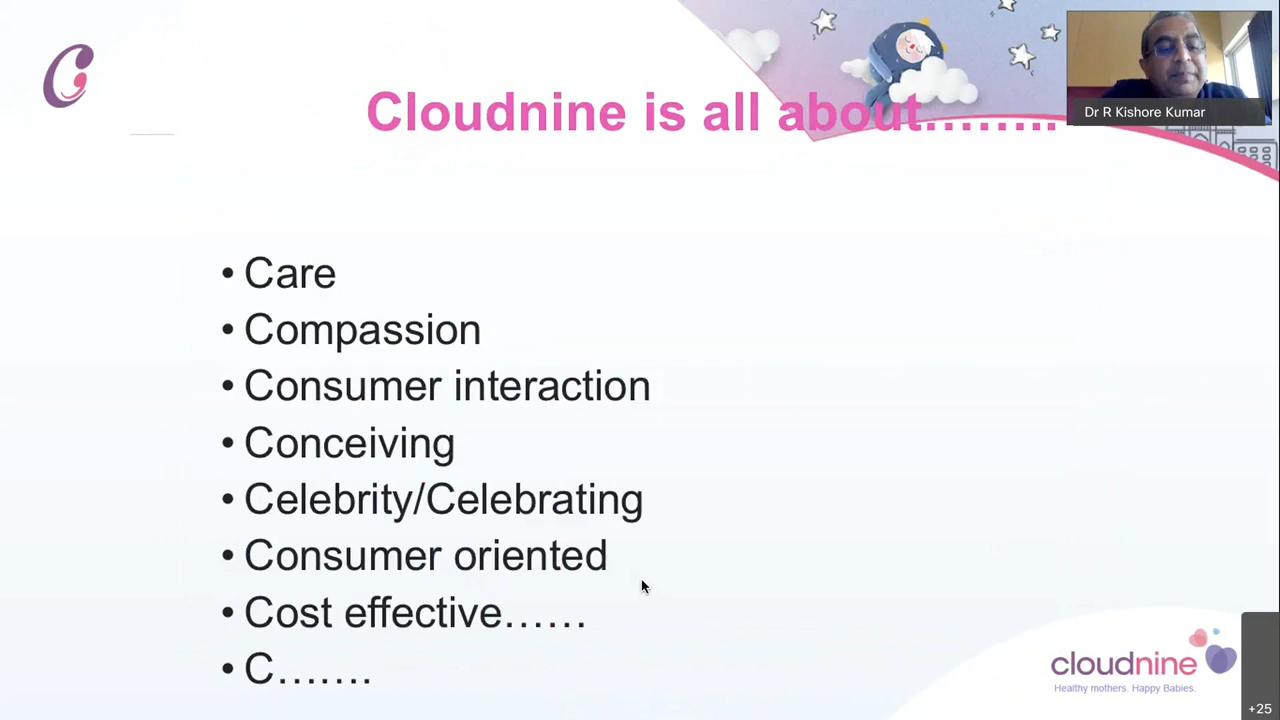 Cloudnine is all about........
Dr R Kishore Kumar
• Care
• Compassion
• Consumer interaction
• Conceiving
• Celebrity/Celebrating
• Consumer oriented
• Cost effective……
• C…….
cloudnine
Healthy mothers. Happy Babies.
+25